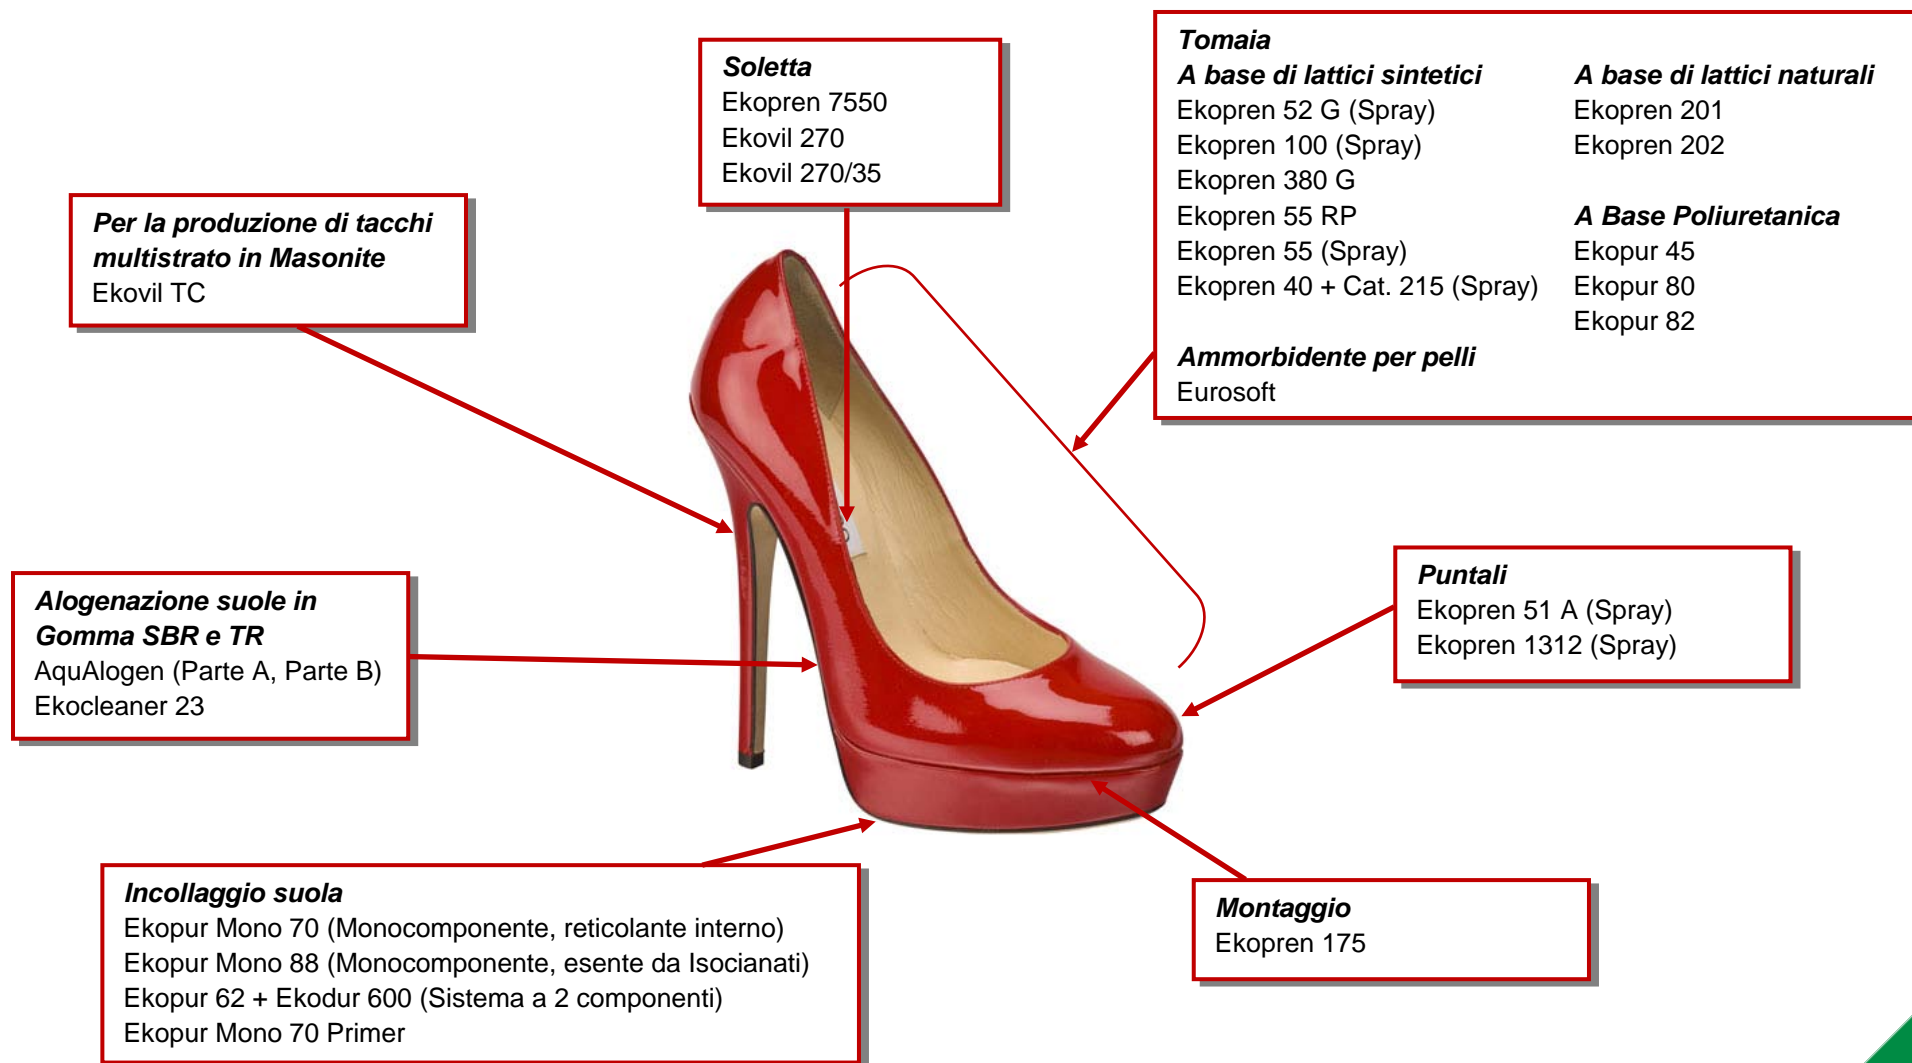 Soletta
Ekopren 7550
Ekovil 270
Ekovil 270/35
Tomaia
A base di lattici sintetici
Ekopren 52 G (Spray)
Ekopren 100 (Spray)
Ekopren 380 G
Ekopren 55 RP
Ekopren 55 (Spray)
Ekopren 40 + Cat. 215 (Spray)
A base di lattici naturali
Ekopren 201
Ekopren 202
A Base Poliuretanica
Ekopur 45
Ekopur 80
Ekopur 82
Ammorbidente per pelli
Eurosoft
Per la produzione di tacchi
multistrato in Masonite
Ekovil TC
Alogenazione suole in
Gomma SBR e TR
AquAlogen (Parte A, Parte B)
Ekocleaner 23
Puntali
Ekopren 51 A (Spray)
Ekopren 1312 (Spray)
Incollaggio suola
Ekopur Mono 70 (Monocomponente, reticolante interno)
Ekopur Mono 88 (Monocomponente, esente da Isocianati)
Ekopur 62 + Ekodur 600 (Sistema a 2 componenti)
Ekopur Mono 70 Primer
Montaggio
Ekopren 175